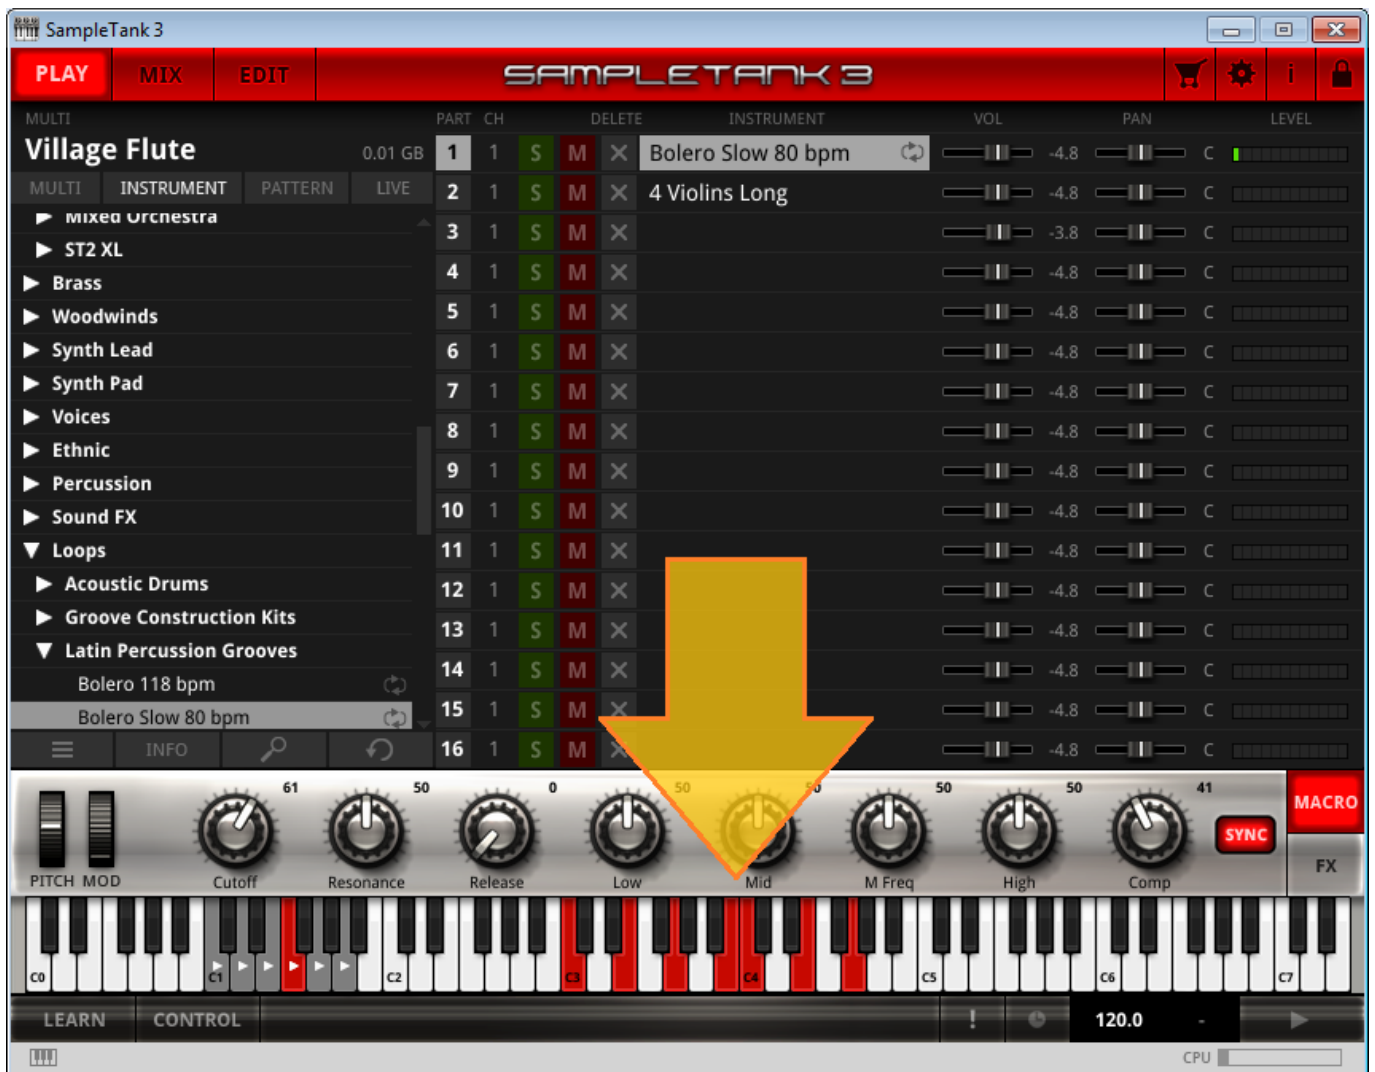 SampleTank 3
PLAY MIX EDIT SAMPLETANK 3 i
MULTI PART CH DELETE INSTRUMENT VOL PAN LEVEL
Village Flute 0.01 GB 1 1 S M X Bolero Slow 80 bpm -4.8 C
MULTI INSTRUMENT PATTERN LIVE 2 1 S M X 4 Violins Long -4.8 C
Mixed Orchestra 3 1 S M X -3.8 C
ST2 XL 4 1 S M X -4.8 C
Brass 5 1 S M X -4.8 C
Woodwinds 6 1 S M X -4.8 C
Synth Lead 7 1 S M X -4.8 C
Synth Pad 8 1 S M X -4.8 C
Voices 9 1 S M X -4.8 C
Ethnic 10 1 S M X -4.8 C
Percussion 11 1 S M X -4.8 C
Sound FX 12 1 S M X -4.8 C
Loops 13 1 S M X -4.8 C
Acoustic Drums 14 1 S M X -4.8 C
Groove Construction Kits 15 1 S M X -4.8 C
Latin Percussion Grooves 16 1 S M X -4.8 C
Bolero 118 bpm
Bolero Slow 80 bpm
INFO
61 50 0 50 50 50 50 41
MACRO
SYNC
FX
PITCH MOD Cutoff Resonance Release Low Mid M Freq High Comp
C0 C1 C2 C3 C4 C5 C6 C7
LEARN CONTROL ! 120.0 -
CPU